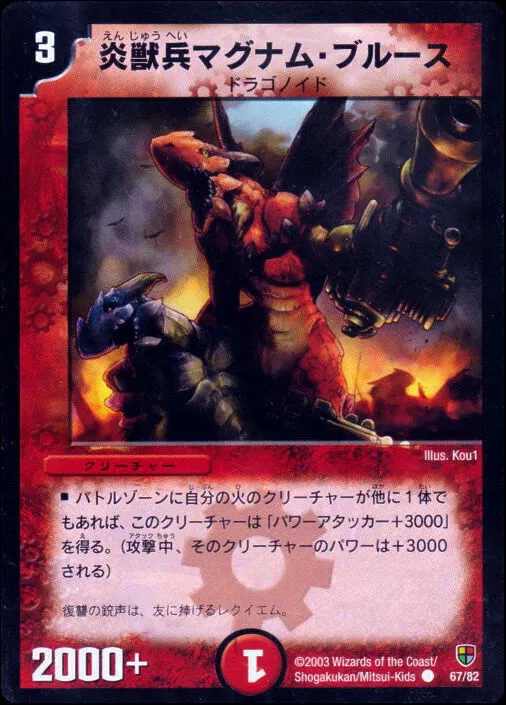 3
えん じゅう へい
炎獣兵マグナム・ブルース
ドラゴノイド
Illus. Kou1
クリーチャー
■ バトルゾーンに自分の火のクリーチャーが他に1体で
もあれば、このクリーチャーは「パワーアタッカー+3000」
を得る。(攻撃中、そのクリーチャーのパワーは+3000
される)
復讐の銃声は、友に捧げるレクイエム。
2000+
1
©2003 Wizards of the Coast/
Shogakukan/Mitsui-Kids
67/82